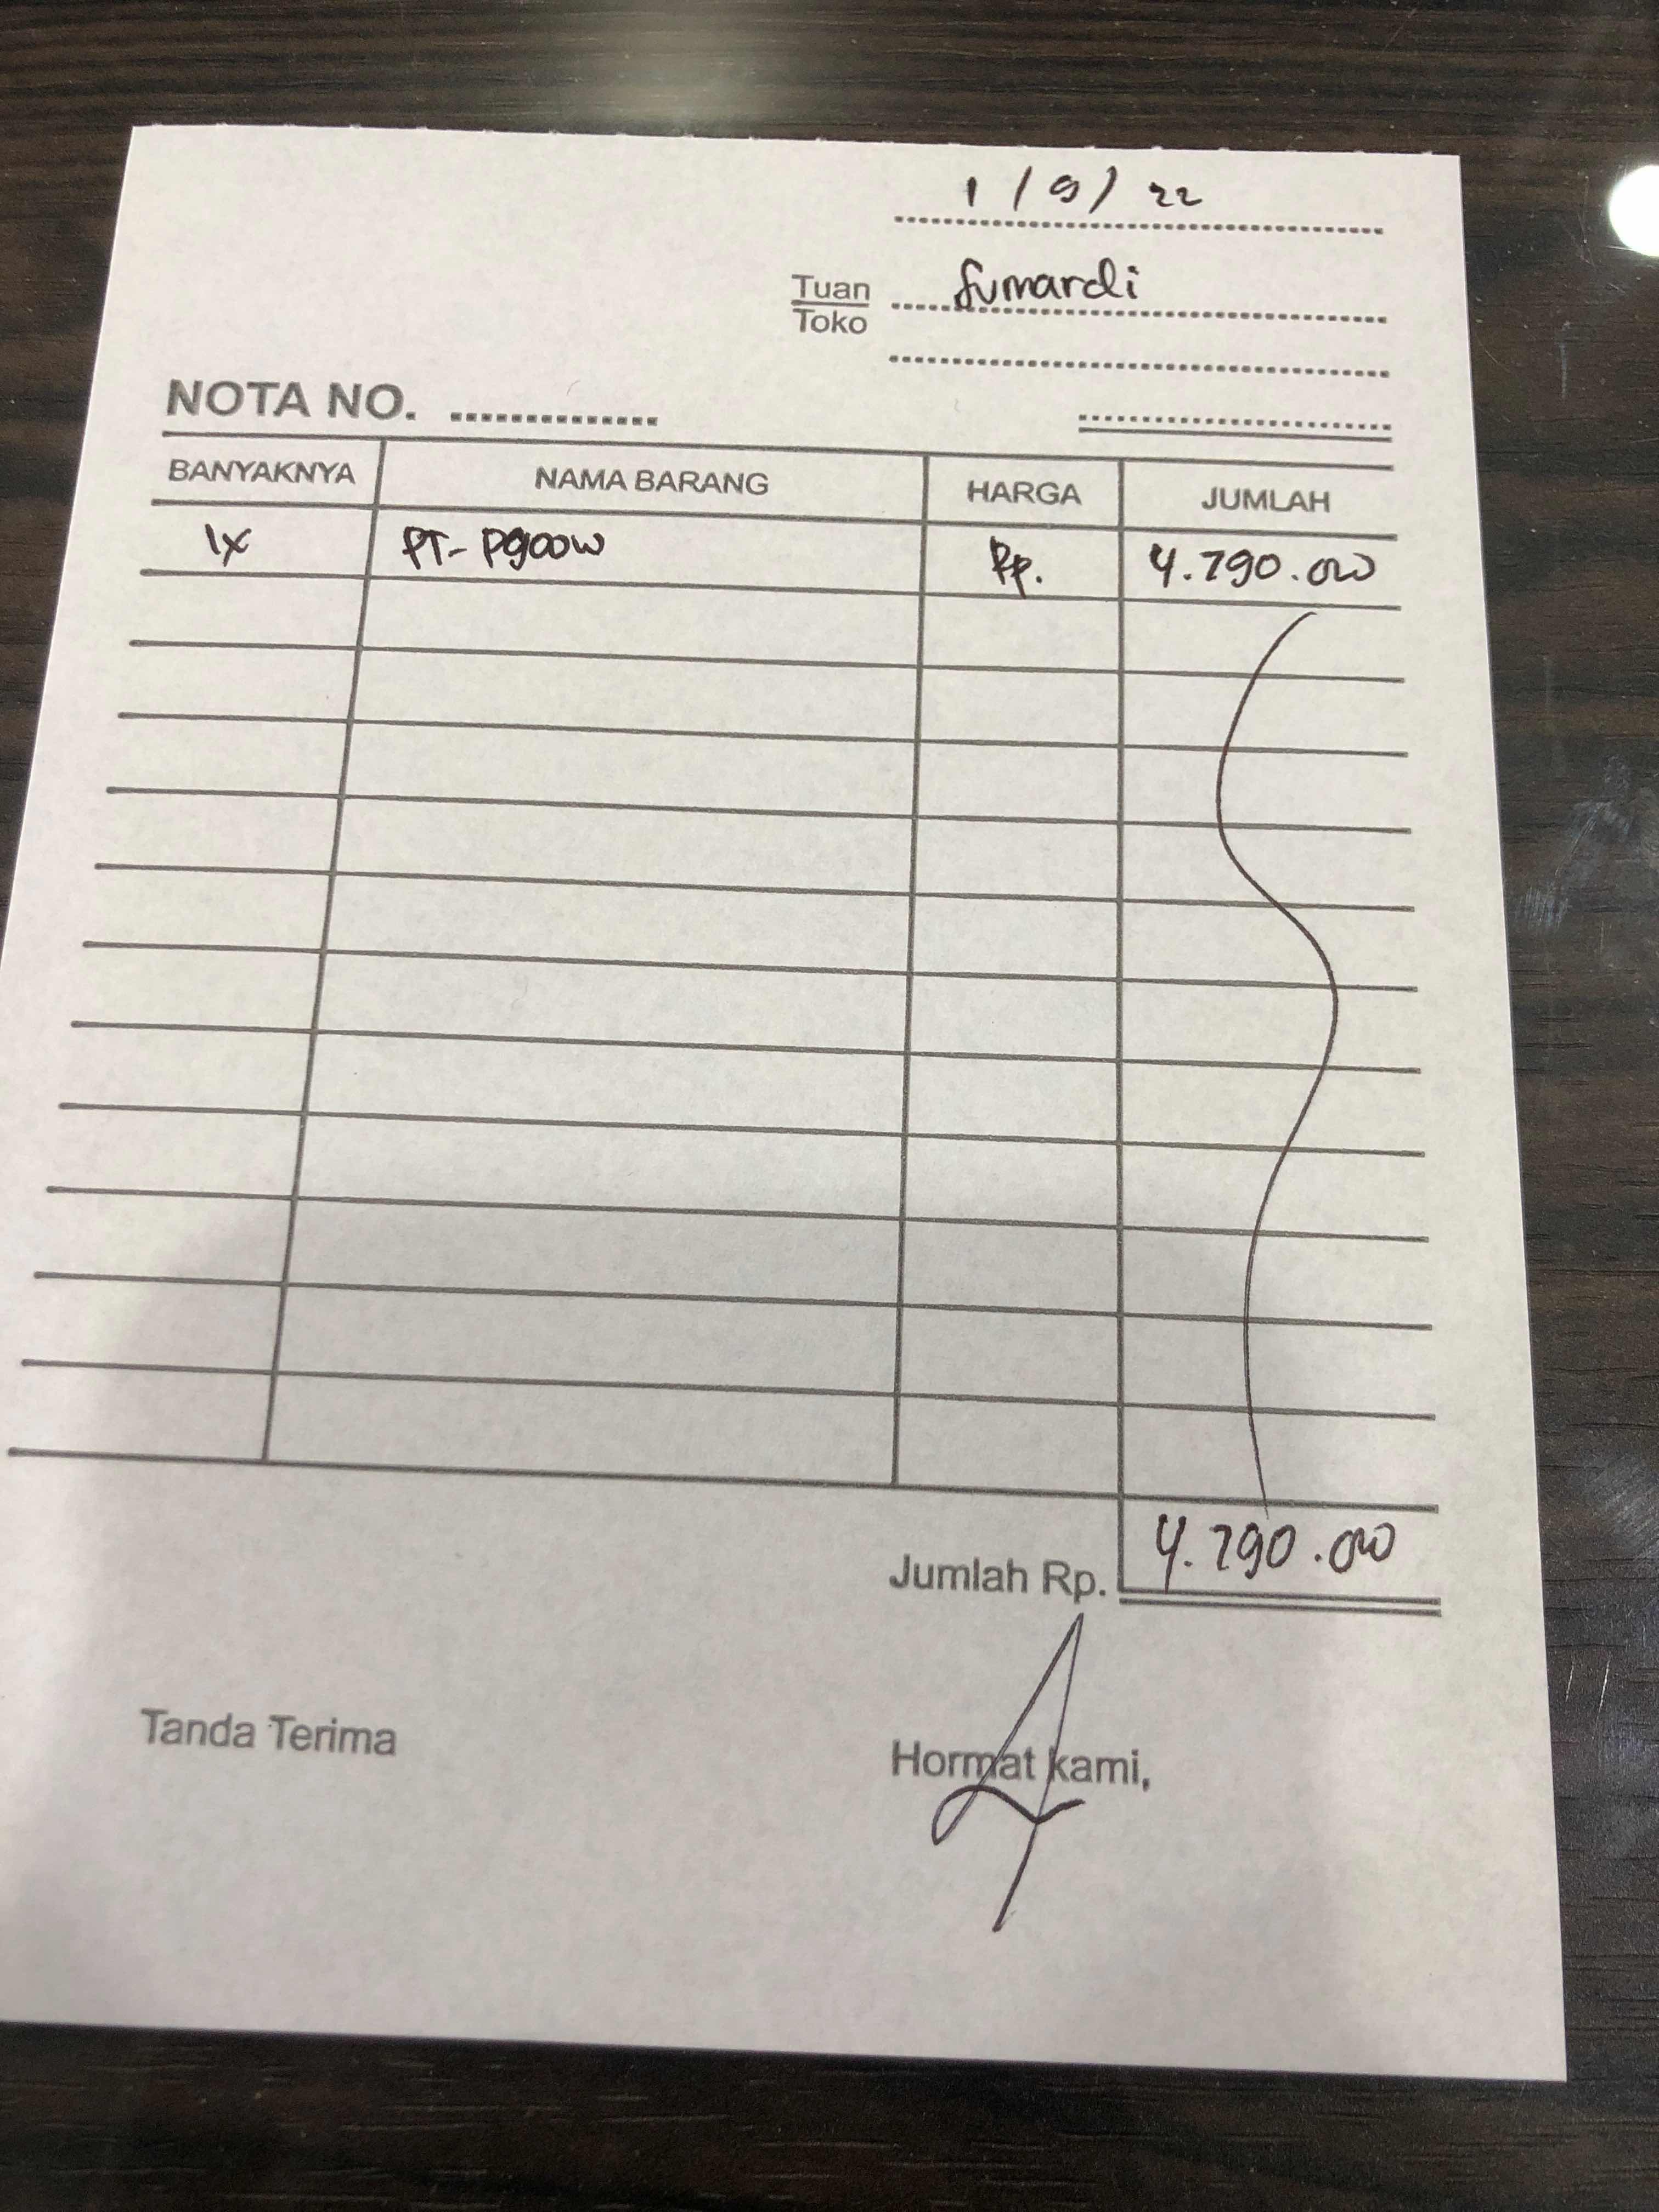 1/9/22
Tuan Sumardi
Toko
NOTA NO. ..............
BANYAKNYA NAMA BARANG HARGA JUMLAH
1x PT-P900W Rp. 4.790.000
Jumlah Rp. 4.790.000
Tanda Terima Hormat kami,